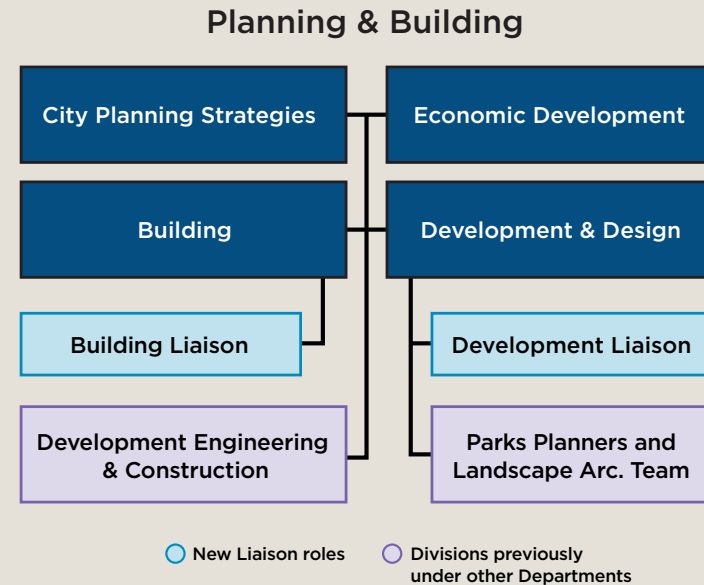 Planning & Building
City Planning Strategies
Economic Development
Building
Development & Design
Building Liaison
Development Liaison
Development Engineering
& Construction
Parks Planners and
Landscape Arc. Team
New Liaison roles
Divisions previously
under other Departments